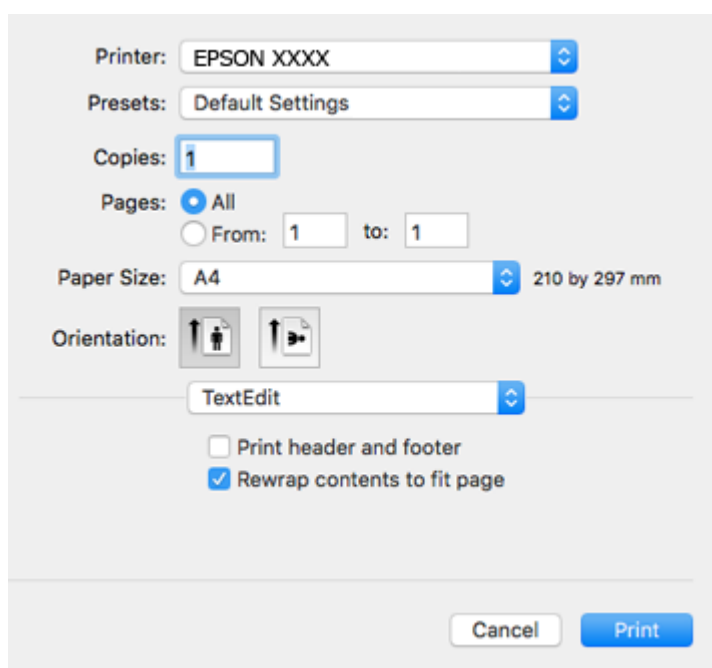 Printer: EPSON XXXX
Presets: Default Settings
Copies: 1
Pages: All
From: 1 to: 1
Paper Size: A4 210 by 297 mm
Orientation:
TextEdit
Print header and footer
Rewrap contents to fit page
Cancel Print